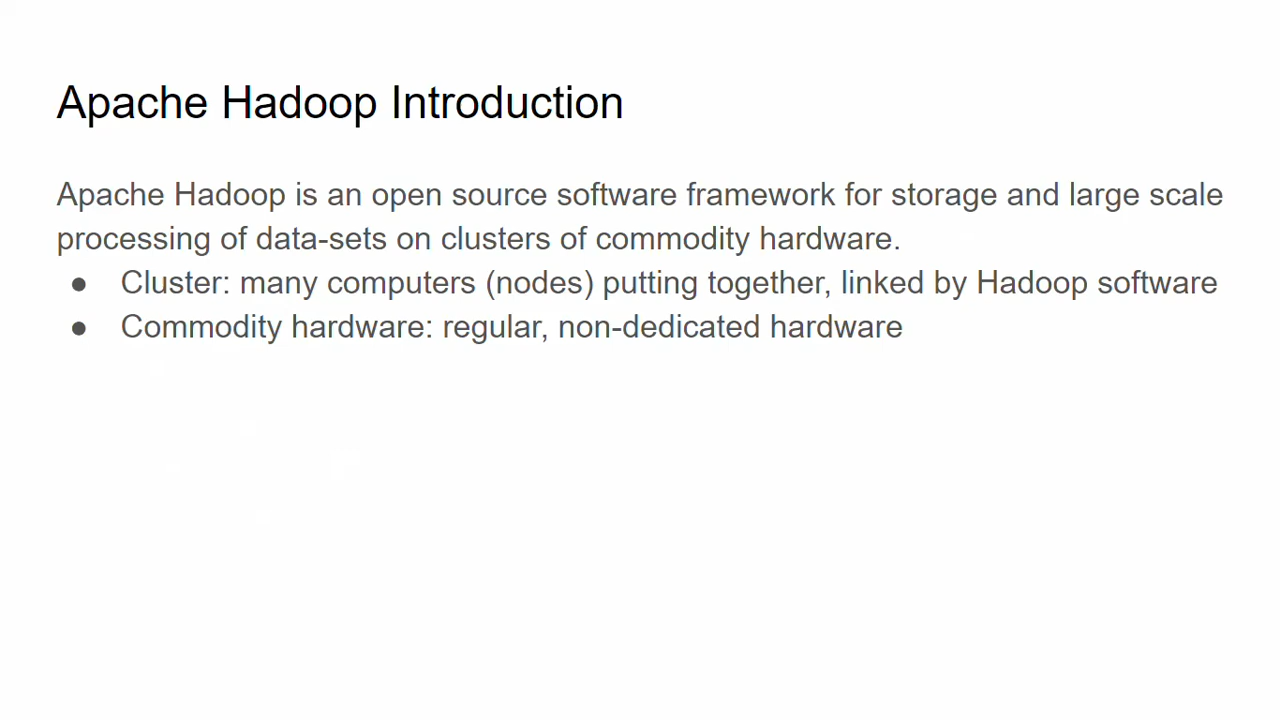 Apache Hadoop Introduction
Apache Hadoop is an open source software framework for storage and large scale
processing of data-sets on clusters of commodity hardware.
● Cluster: many computers (nodes) putting together, linked by Hadoop software
● Commodity hardware: regular, non-dedicated hardware